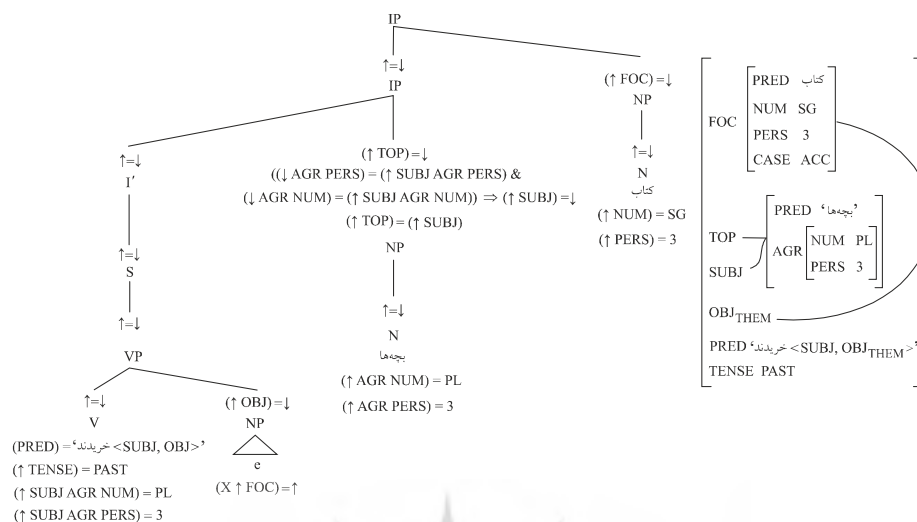 IP
↑=↓
IP
(↑ FOC)=↓
NP
↑=↓
N
کتاب
(↑ NUM) = SG
(↑ PERS) = 3
(↑ TOP)=↓
((↓ AGR PERS) = (↑ SUBJ AGR PERS) &
(↓ AGR NUM) = (↑ SUBJ AGR NUM)) ⇒ (↑ SUBJ) =↓
(↑ TOP) = (↑ SUBJ)
NP
↑=↓
N
بچه‌ها
(↑ AGR NUM) = PL
(↑ AGR PERS) = 3
↑=↓
I′
↑=↓
S
↑=↓
VP
↑=↓
V
(PRED) = ‘خریدند <SUBJ, OBJ>’
(↑ TENSE) = PAST
(↑ SUBJ AGR NUM) = PL
(↑ SUBJ AGR PERS) = 3
(↑ OBJ)=↓
NP
e
(X ↑ FOC) =↑
FOC
PRED کتاب
NUM SG
PERS 3
CASE ACC
TOP
SUBJ
PRED ‘بچه‌ها’
AGR
NUM PL
PERS 3
OBJTHEM
PRED ‘خریدند <SUBJ, OBJTHEM>’
TENSE PAST